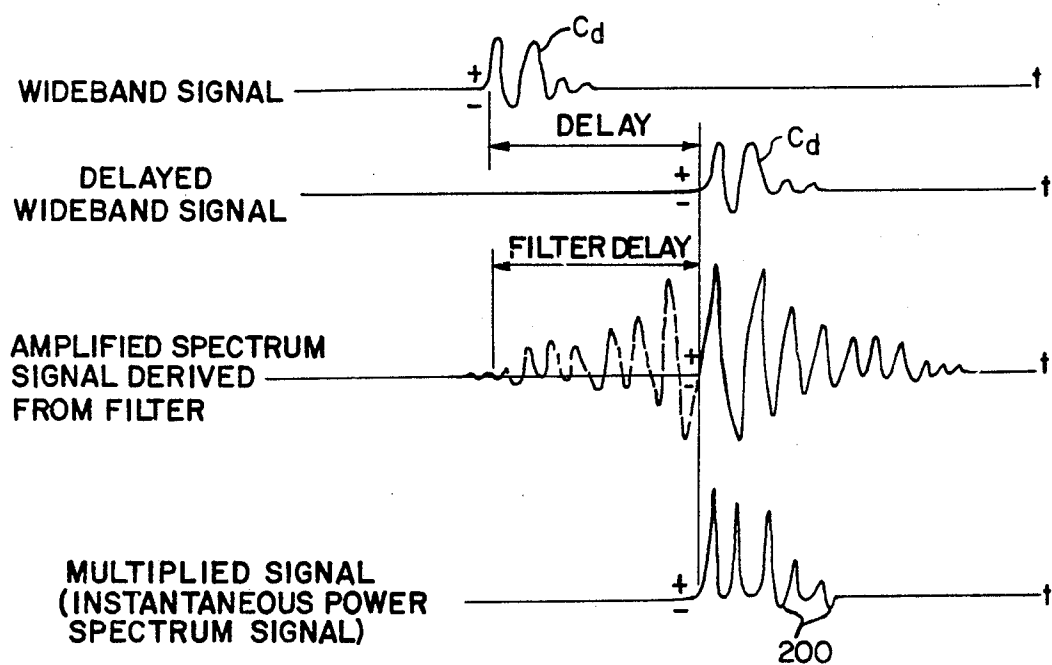 Cd
+
WIDEBAND SIGNAL
t
-
DELAY
Cd
DELAYED
WIDEBAND SIGNAL
+
t
-
FILTER DELAY
AMPLIFIED SPECTRUM
SIGNAL DERIVED
FROM FILTER
+
t
-
MULTIPLIED SIGNAL
(INSTANTANEOUS POWER
SPECTRUM SIGNAL)
+
t
-
200